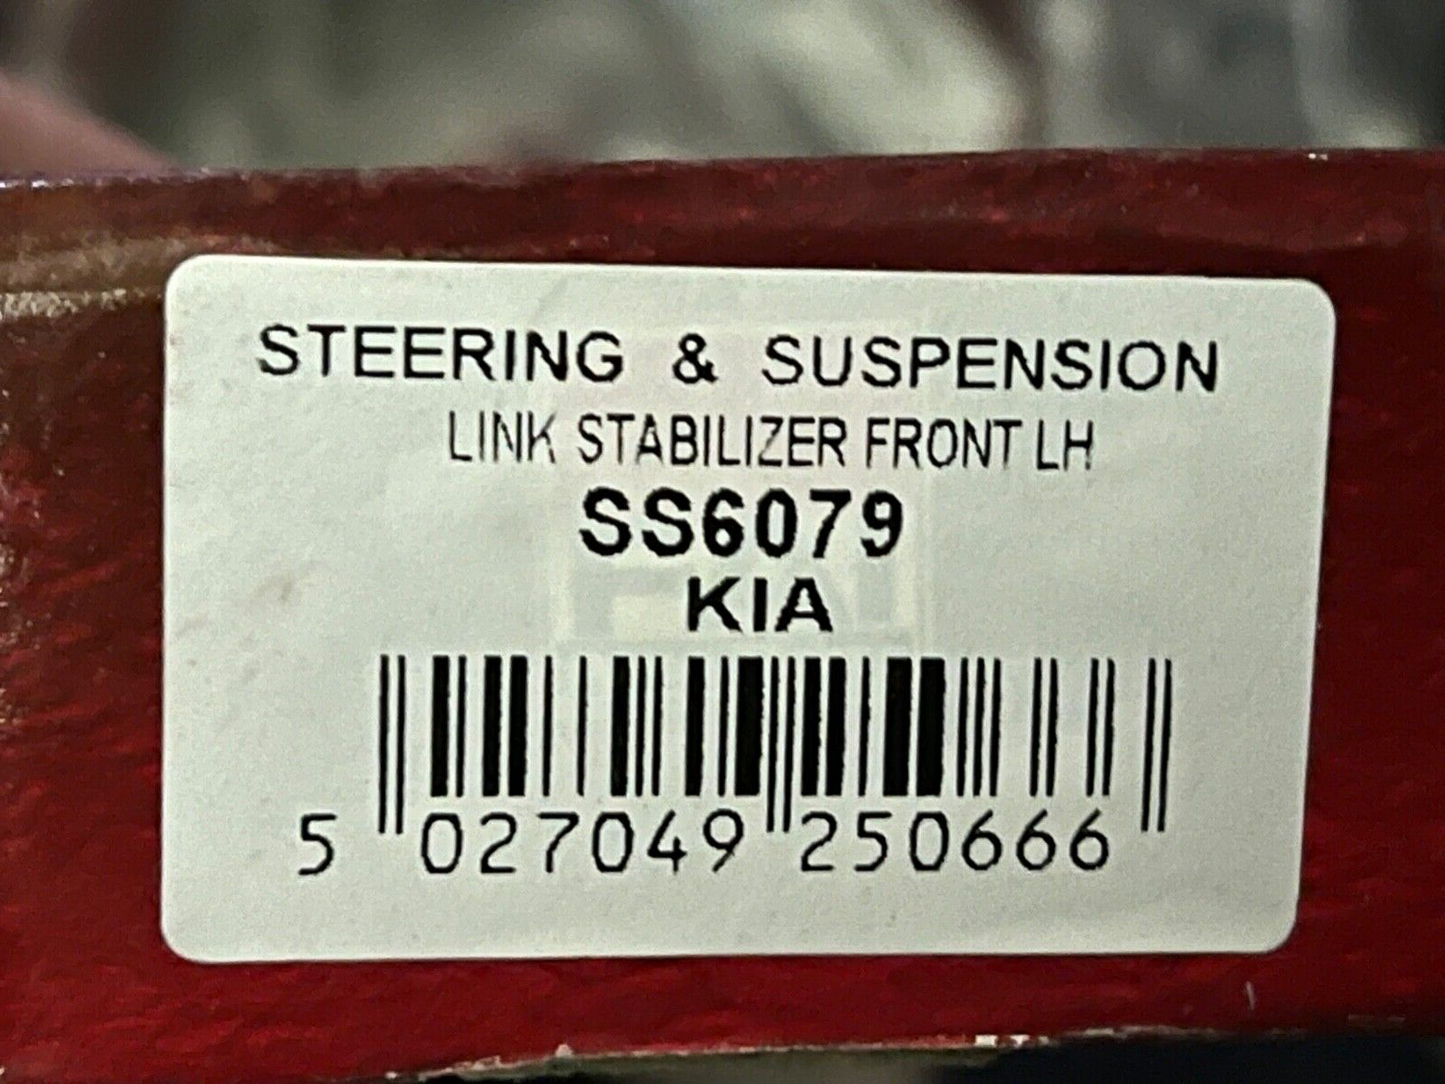 STEERING & SUSPENSION
LINK STABILIZER FRONT LH
SS6079
KIA
5 027049 250666